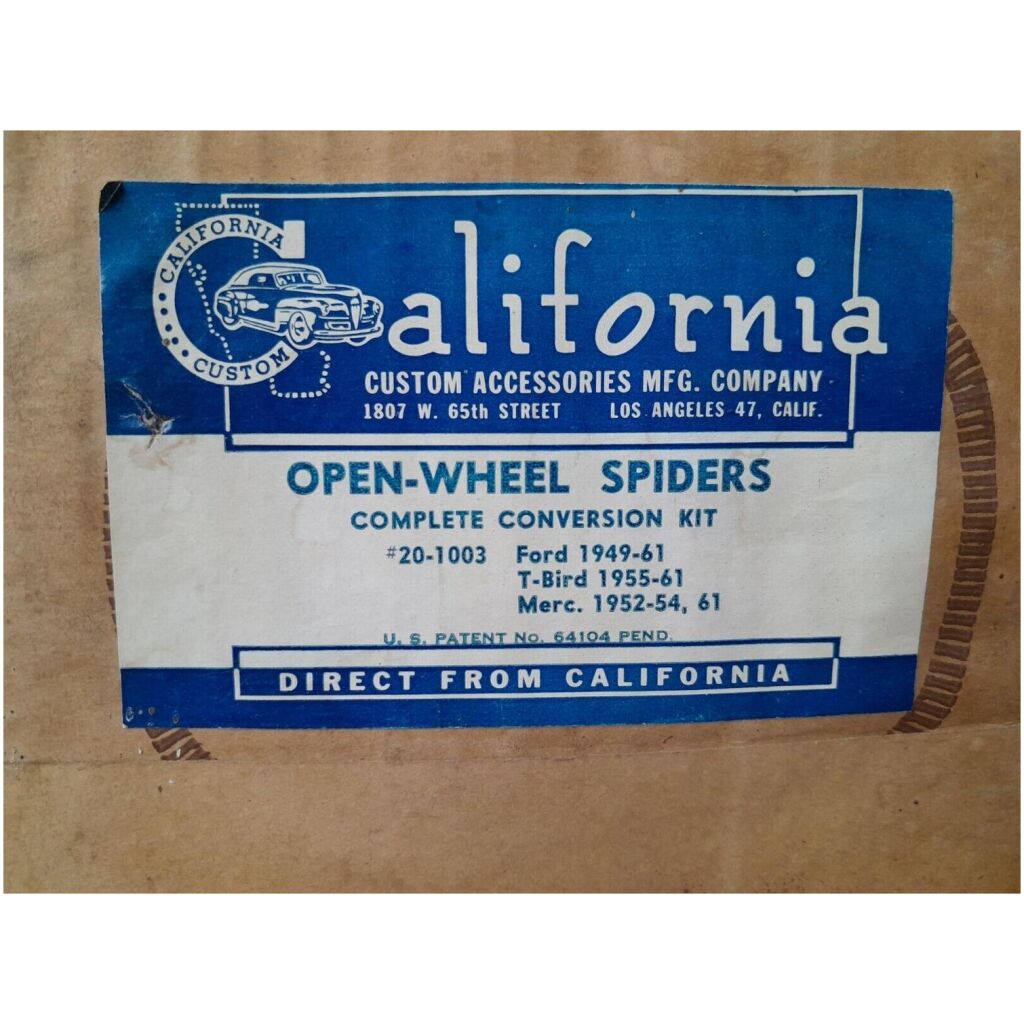 CALIFORNIA
CUSTOM
California
CUSTOM ACCESSORIES MFG. COMPANY
1807 W. 65th STREET LOS ANGELES 47, CALIF.
OPEN-WHEEL SPIDERS
COMPLETE CONVERSION KIT
#20-1003 Ford 1949-61
T-Bird 1955-61
Merc. 1952-54, 61
U. S. PATENT No. 64104 PEND.
DIRECT FROM CALIFORNIA